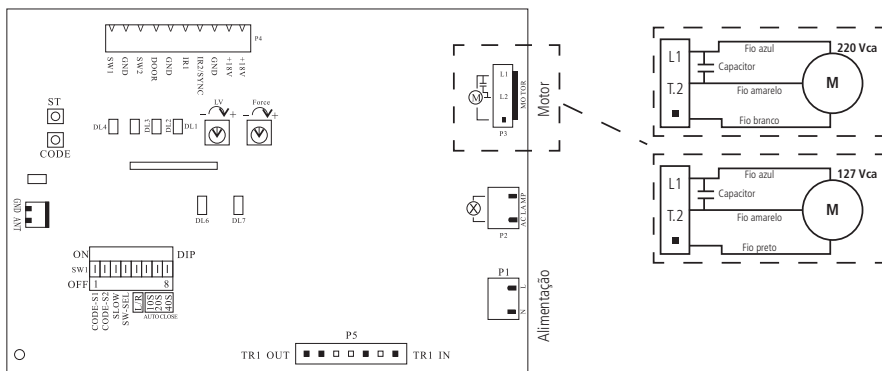 P4
SW1
GND
SW2
DOOR
GND
IR1
IR2/SYNC
GND
+18V
+18V
ST
CODE
DL4
DL3
DL2
DL1
LV
- +
Force
- +
L1
L2
M
MOTOR
P3
Motor
GND ANT
DL6
DL7
AC LAMP
P2
ON
DIP
SW1
OFF
1
8
CODE-S1
CODE-S2
SLOW
SW-SEL
L/R
10S
20S
40S
AUTO CLOSE
P1
L
N
Alimentação
P5
TR1 OUT
TR1 IN
L1
T.2
Fio azul
220 Vca
Capacitor
M
Fio amarelo
Fio branco
L1
T.2
Fio azul
127 Vca
Capacitor
M
Fio amarelo
Fio preto